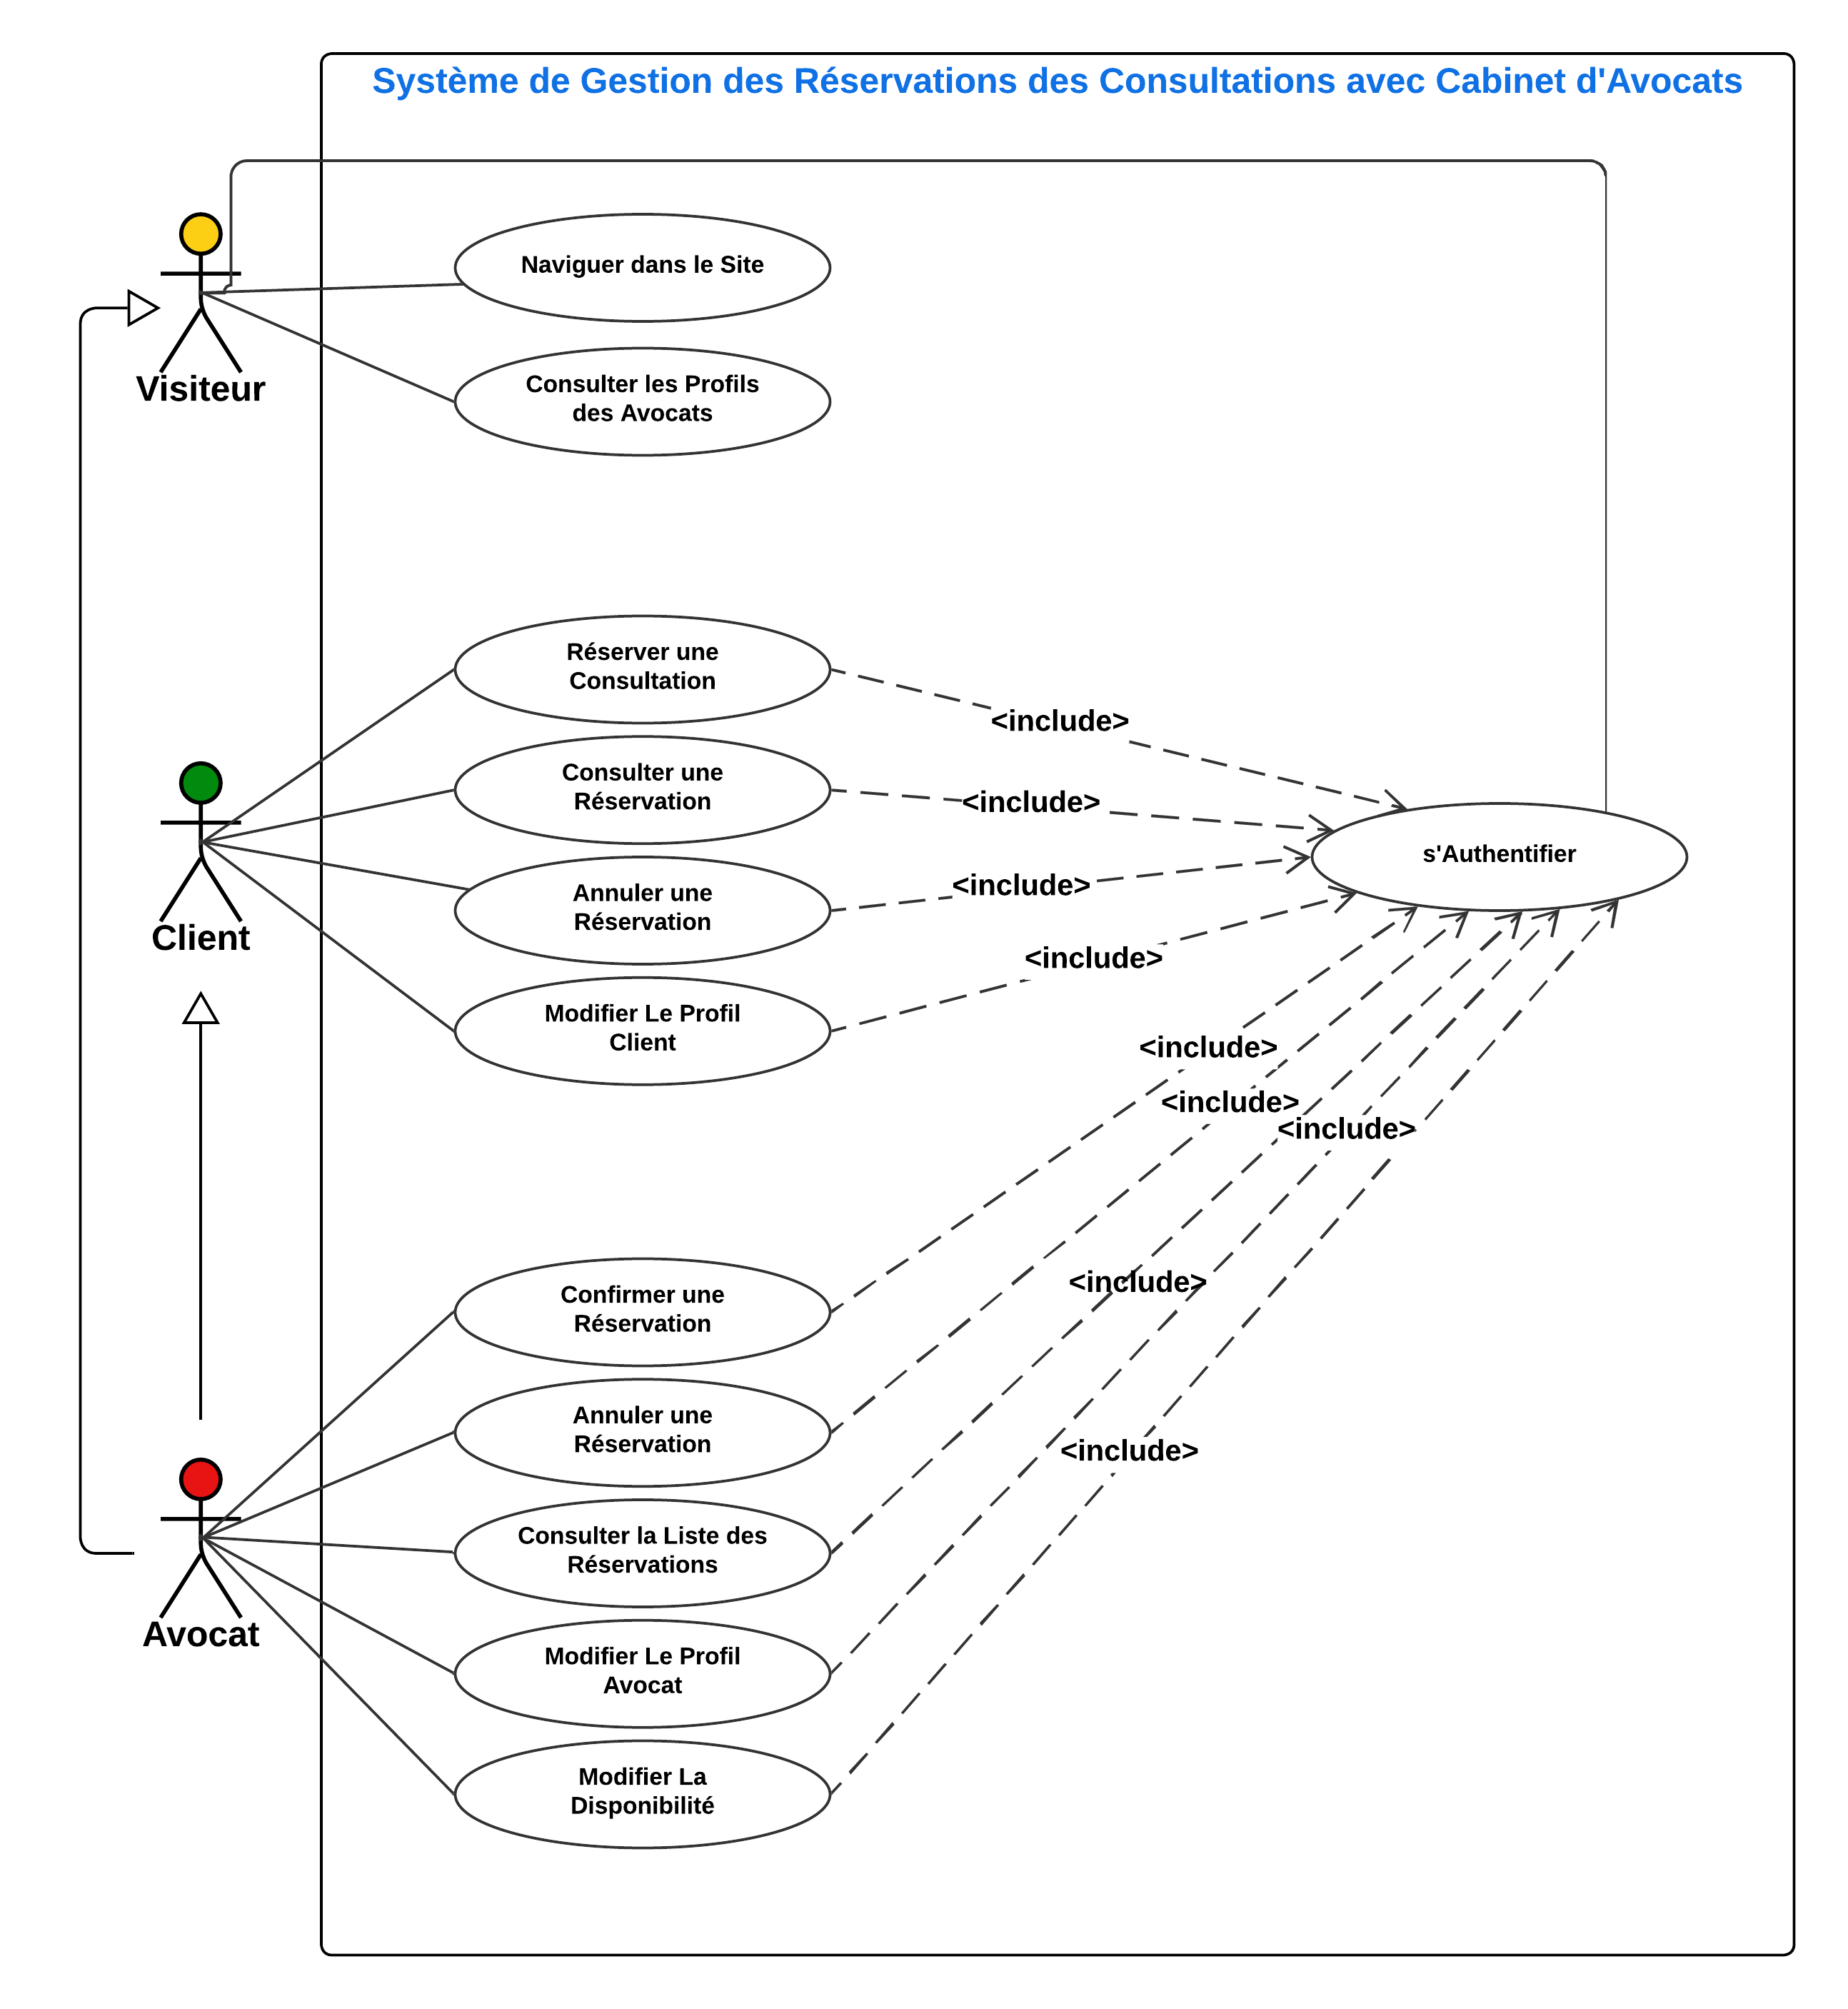 Système de Gestion des Réservations des Consultations avec Cabinet d'Avocats
Naviguer dans le Site
Visiteur
Consulter les Profils
des Avocats
Réserver une
Consultation
<include>
Consulter une
Réservation
<include>
s'Authentifier
Annuler une
Réservation
<include>
Client
Modifier Le Profil
Client
<include>
<include>
<include>
<include>
Confirmer une
Réservation
<include>
Annuler une
Réservation
<include>
Consulter la Liste des
Réservations
Avocat
Modifier Le Profil
Avocat
Modifier La
Disponibilité